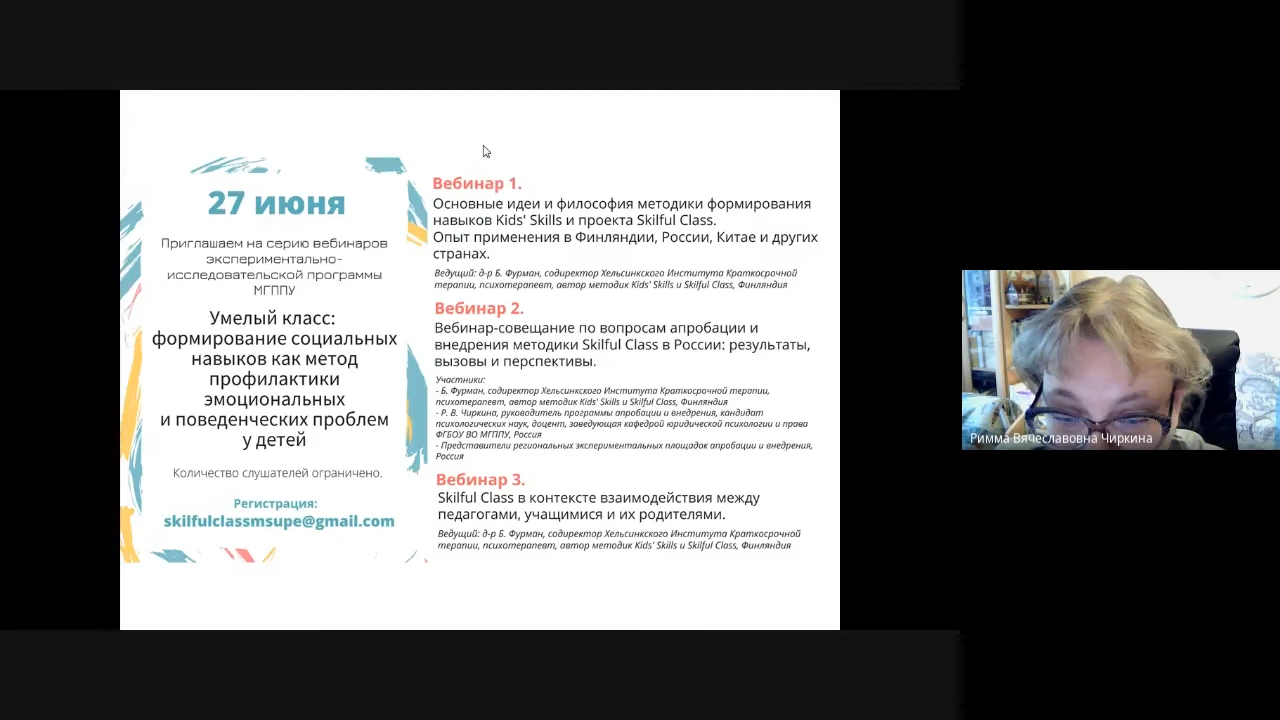 27 июня
Приглашаем на серию вебинаров
экспериментально-
исследовательской программы
МГППУ
Умелый класс:
формирование социальных
навыков как метод
профилактики
эмоциональных
и поведенческих проблем
у детей
Количество слушателей ограничено.
Регистрация:
skilfulclassmsupe@gmail.com
Вебинар 1.
Основные идеи и философия методики формирования
навыков Kids' Skills и проекта Skilful Class.
Опыт применения в Финляндии, России, Китае и других
странах.
Ведущий: д-р Б. Фурман, содиректор Хельсинкского Института Краткосрочной
терапии, психотерапевт, автор методик Kids' Skills и Skilful Class, Финляндия
Вебинар 2.
Вебинар-совещание по вопросам апробации и
внедрения методики Skilful Class в России: результаты,
вызовы и перспективы.
Участники:
- Б. Фурман, содиректор Хельсинкского Института Краткосрочной терапии,
психотерапевт, автор методик Kids' Skills и Skilful Class, Финляндия
- Р. В. Чиркина, руководитель программы апробации и внедрения, кандидат
психологических наук, доцент, заведующая кафедрой юридической психологии и права
ФГБОУ ВО МГППУ, Россия
- Представители региональных экспериментальных площадок апробации и внедрения,
Россия
Вебинар 3.
Skilful Class в контексте взаимодействия между
педагогами, учащимися и их родителями.
Ведущий: д-р Б. Фурман, содиректор Хельсинкского Института Краткосрочной
терапии, психотерапевт, автор методик Kids' Skills и Skilful Class, Финляндия
Римма Вячеславовна Чиркина